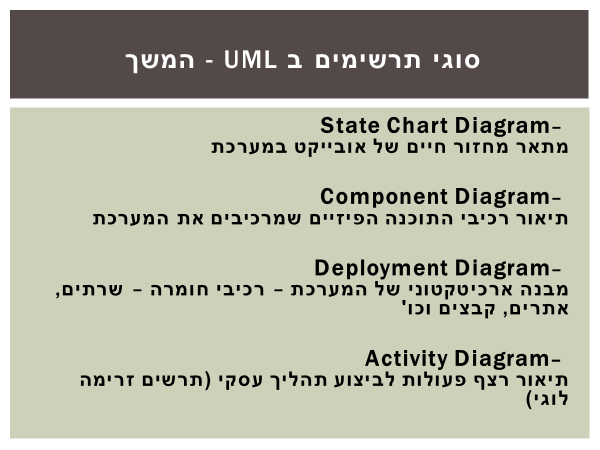 סוגי תרשימים ב UML - המשך
State Chart Diagram–
מתאר מחזור חיים של אובייקט במערכת
Component Diagram–
תיאור רכיבי התוכנה הפיזיים שמרכיבים את המערכת
Deployment Diagram–
מבנה ארכיטקטוני של המערכת – רכיבי חומרה – שרתים,
אתרים, קבצים וכו'
Activity Diagram–
תיאור רצף פעולות לביצוע תהליך עסקי (תרשים זרימה
לוגי)